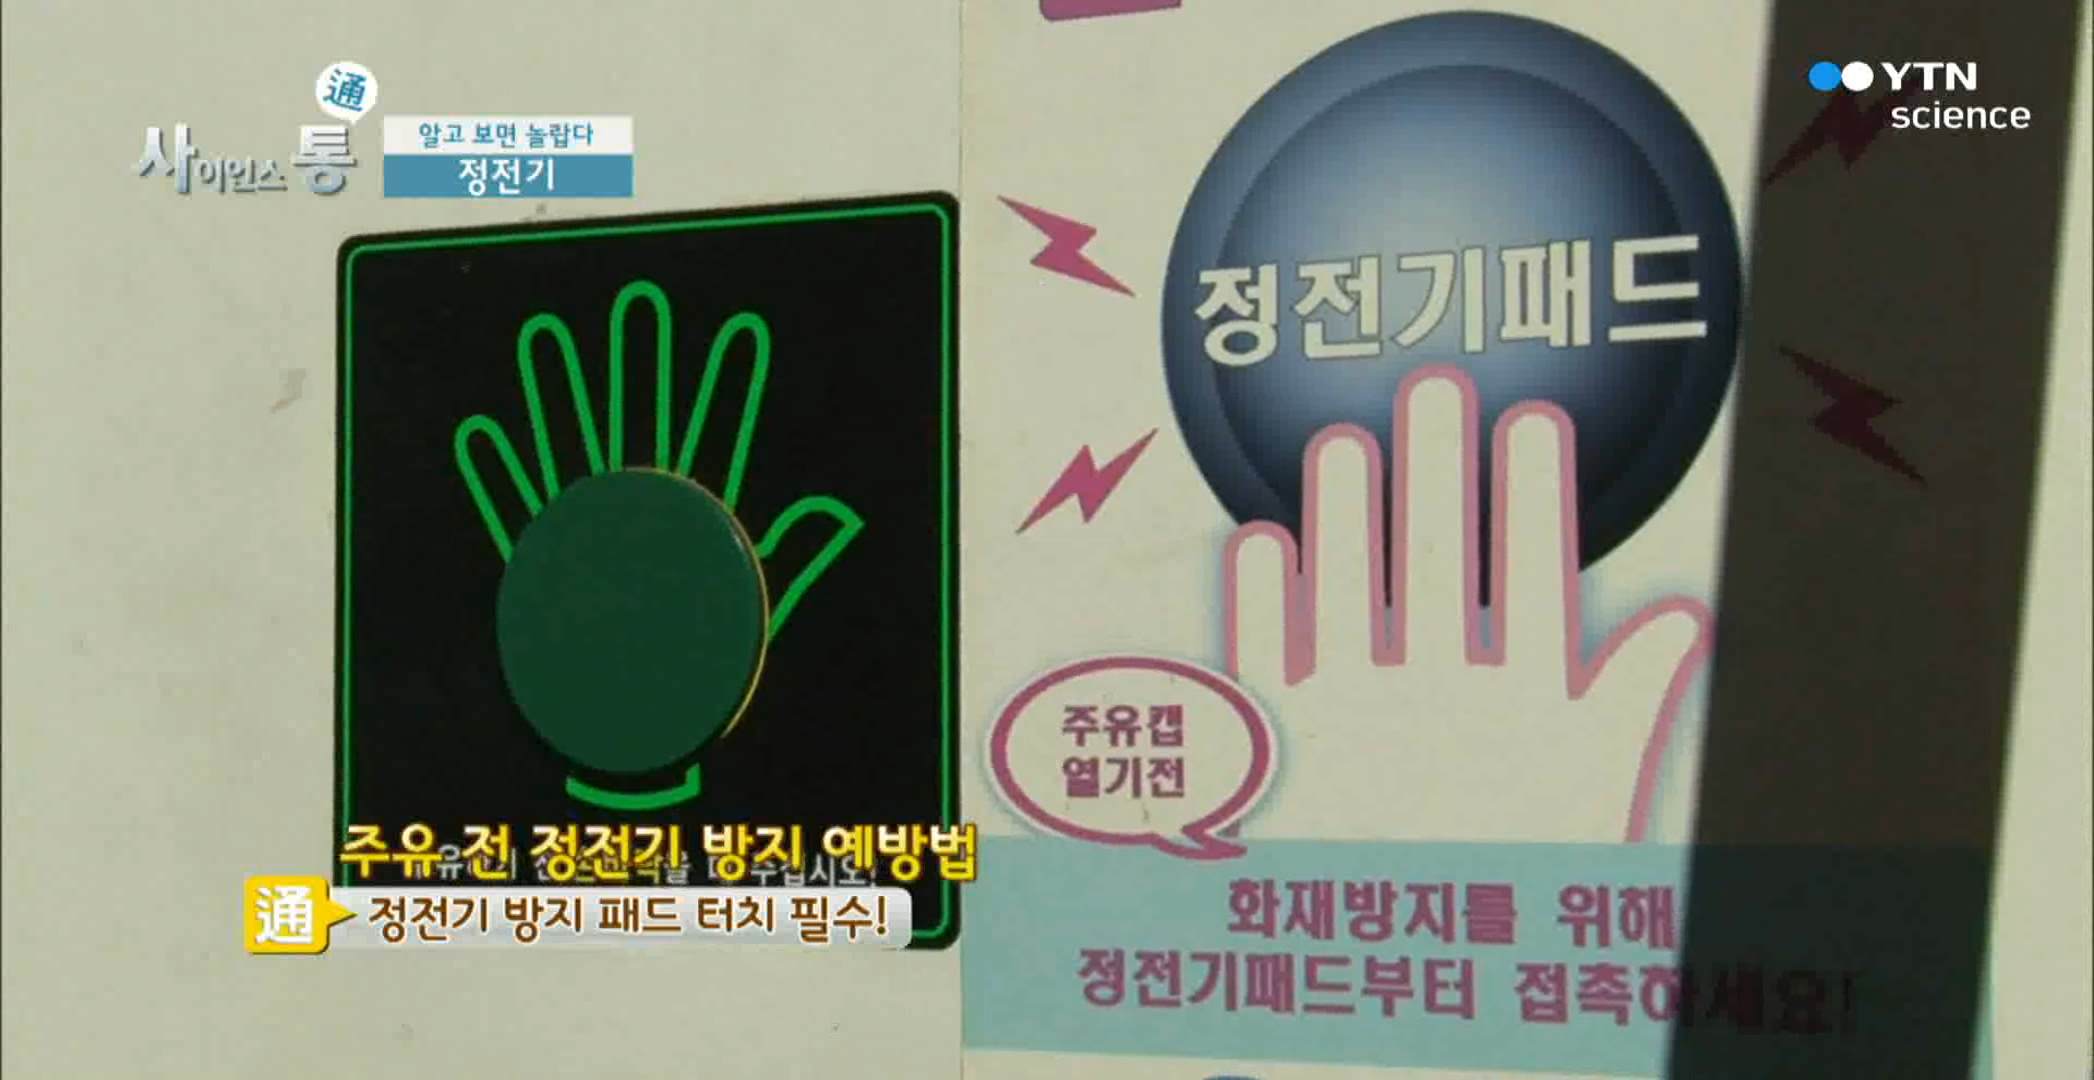 通
사이언스 통
알고 보면 놀랍다
정전기
YTN
science
정전기패드
주유캡
열기전
주유 전 정전기 방지 예방법
通 정전기 방지 패드 터치 필수!
화재방지를 위해
정전기패드부터 접촉하세요!